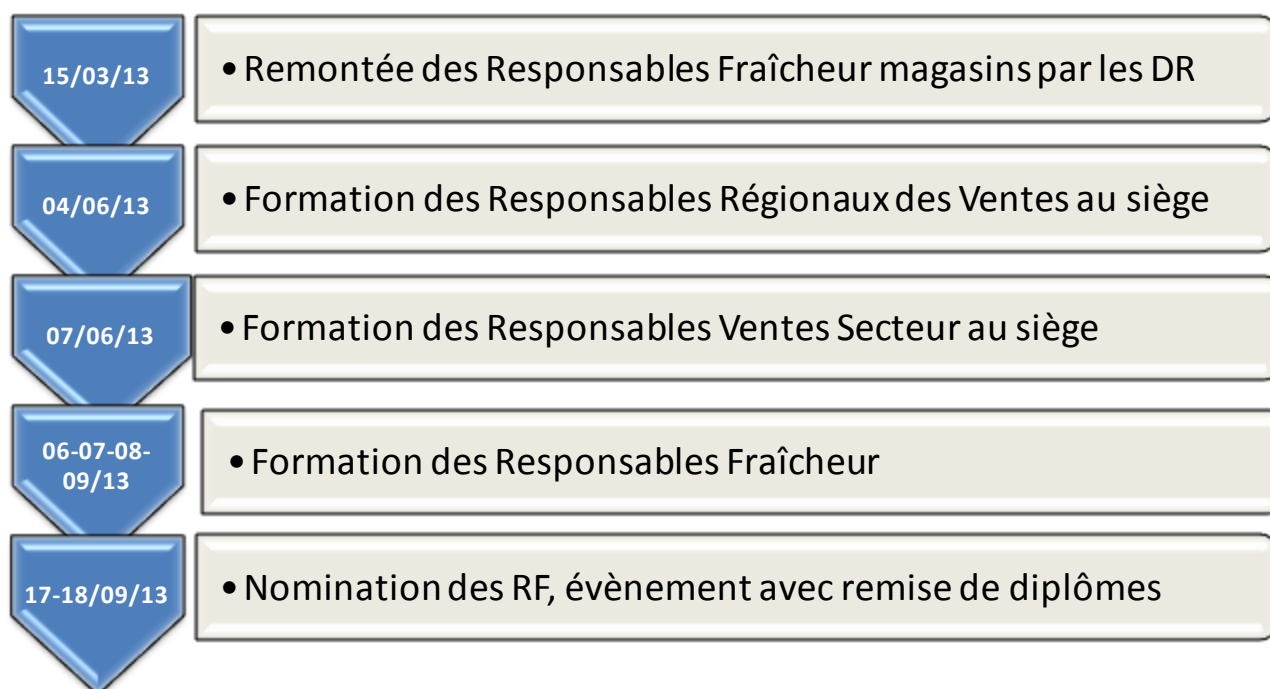 15/03/13
• Remontée des Responsables Fraîcheur magasins par les DR
04/06/13
• Formation des Responsables Régionaux des Ventes au siège
07/06/13
• Formation des Responsables Ventes Secteur au siège
06-07-08-
09/13
• Formation des Responsables Fraîcheur
17-18/09/13
• Nomination des RF, évènement avec remise de diplômes